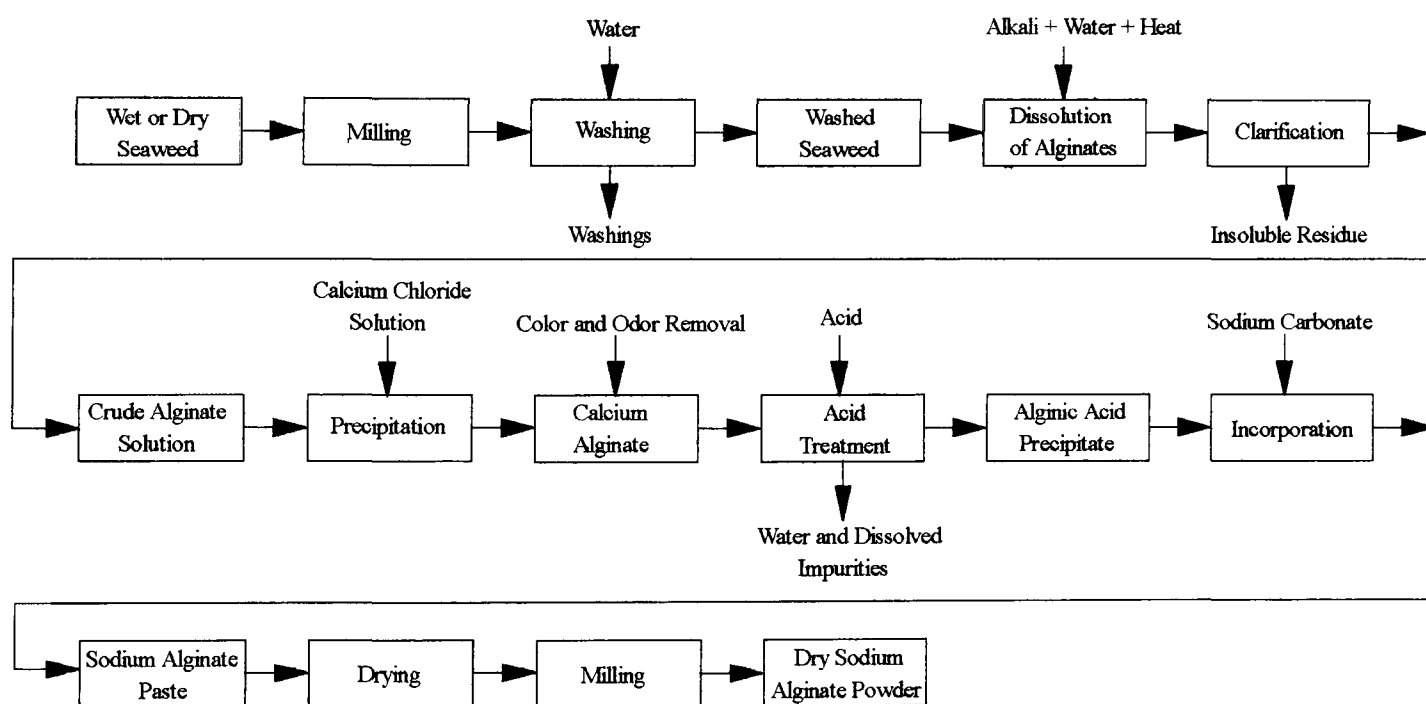 Water
Alkali + Water + Heat
Wet or Dry
Seaweed
Milling
Washing
Washed
Seaweed
Dissolution
of Alginates
Clarification
Washings
Insoluble Residue
Calcium Chloride
Solution
Color and Odor Removal
Acid
Sodium Carbonate
Crude Alginate
Solution
Precipitation
Calcium
Alginate
Acid
Treatment
Alginic Acid
Precipitate
Incorporation
Water and Dissolved
Impurities
Sodium Alginate
Paste
Drying
Milling
Dry Sodium
Alginate Powder